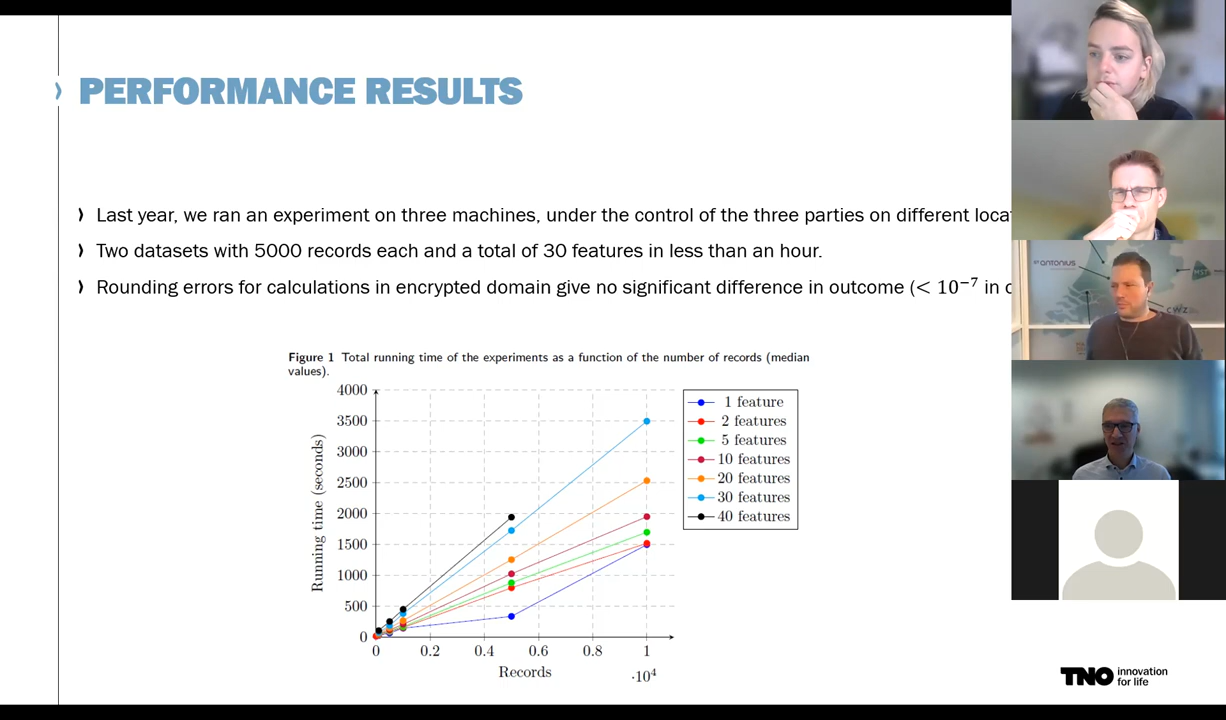 PERFORMANCE RESULTS
Last year, we ran an experiment on three machines, under the control of the three parties on different
Two datasets with 5000 records each and a total of 30 features in less than an hour.
Rounding errors for calculations in encrypted domain give no significant difference in outcome (< 10⁻⁷ in
Figure 1 Total running time of the experiments as a function of the number of records (median
values).
4000
3500
3000
2500
2000
1500
1000
500
0
Running time (seconds)
0 0.2 0.4 0.6 0.8 1
Records
·10⁴
1 feature
2 features
5 features
10 features
20 features
30 features
40 features
antonius
CWZ
TNO innovation
for life